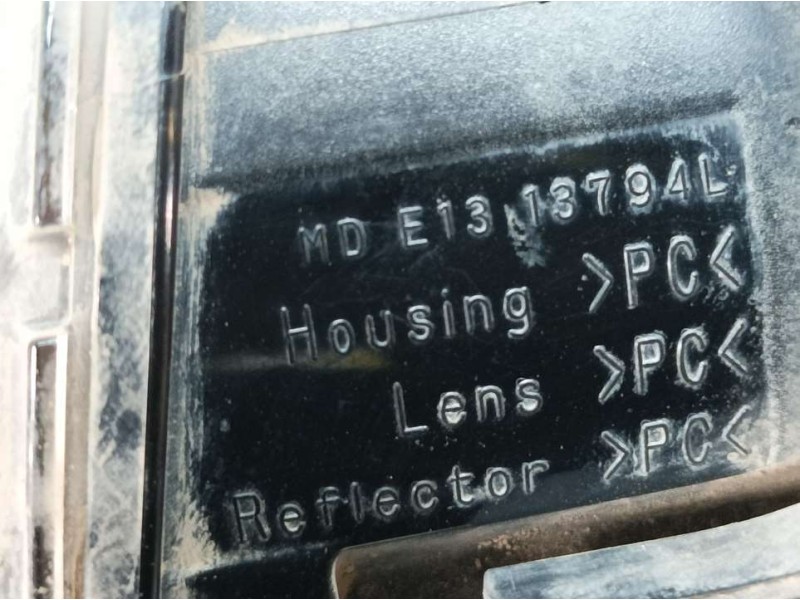 MD E13 13794L
Housing >PC<
Lens >PC<
Reflector >PC<